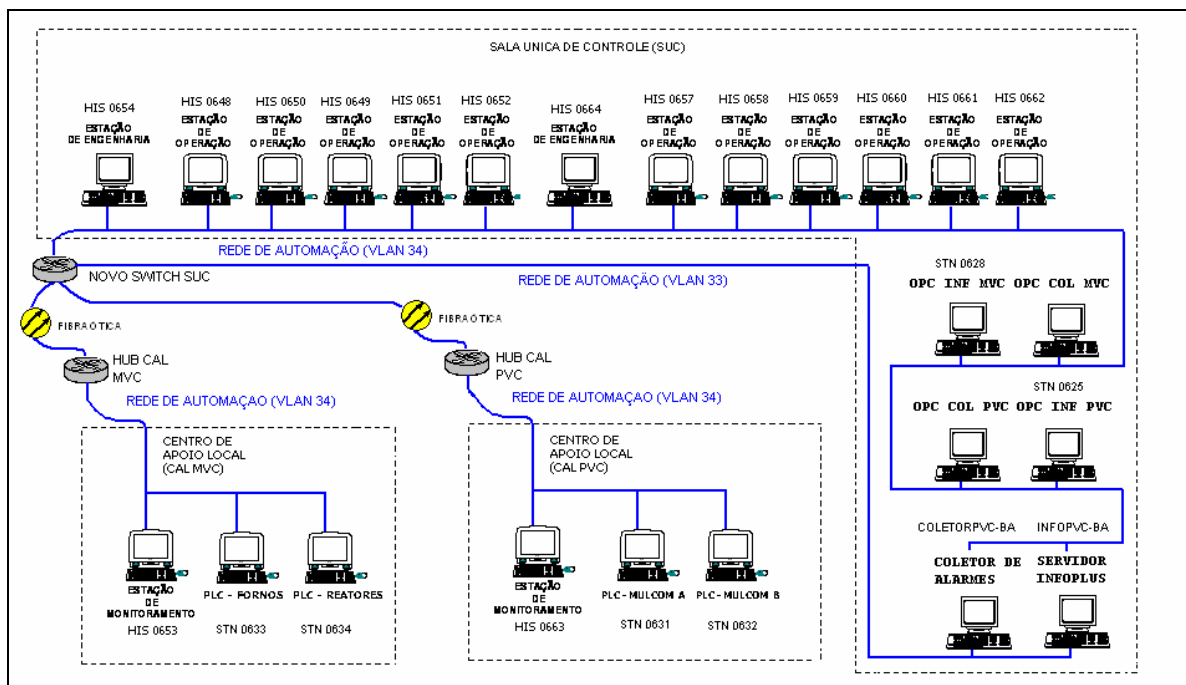 SALA UNICA DE CONTROLE (SUC)
HIS 0654
ESTAÇÃO
DE ENGENHARIA
HIS 0648
ESTAÇÃO
DE
OPERAÇÃO
HIS 0650
ESTAÇÃO
DE
OPERAÇÃO
HIS 0649
ESTAÇÃO
DE
OPERAÇÃO
HIS 0651
ESTAÇÃO
DE
OPERAÇÃO
HIS 0652
ESTAÇÃO
DE
OPERAÇÃO
HIS 0664
ESTAÇÃO
DE ENGENHARIA
HIS 0657
ESTAÇÃO
DE
OPERAÇÃO
HIS 0658
ESTAÇÃO
DE
OPERAÇÃO
HIS 0659
ESTAÇÃO
DE
OPERAÇÃO
HIS 0660
ESTAÇÃO
DE
OPERAÇÃO
HIS 0661
ESTAÇÃO
DE
OPERAÇÃO
HIS 0662
ESTAÇÃO
DE
OPERAÇÃO
REDE DE AUTOMAÇÃO (VLAN 34)
NOVO SWITCH SUC
REDE DE AUTOMAÇÃO (VLAN 33)
FIBRA OTICA
FIBRA OTICA
HUB CAL
MVC
HUB CAL
PVC
REDE DE AUTOMAÇAO (VLAN 34)
REDE DE AUTOMAÇAO (VLAN 34)
STN 0628
OPC INF MVC
OPC COL MVC
STN 0625
OPC COL PVC
OPC INF PVC
COLETORPVC-BA
INFOPVC-BA
COLETOR DE
ALARMES
SERVIDOR
INFOPLUS
CENTRO DE
APOIO LOCAL
(CAL MVC)
ESTAÇÃO
DE
MONITORAMENTO
HIS 0653
PLC - FORNOS
STN 0633
PLC - REATORES
STN 0634
CENTRO DE
APOIO LOCAL
(CAL PVC)
ESTAÇÃO
DE
MONITORAMENTO
HIS 0663
PLC - MULCOM A
STN 0631
PLC - MULCOM B
STN 0632